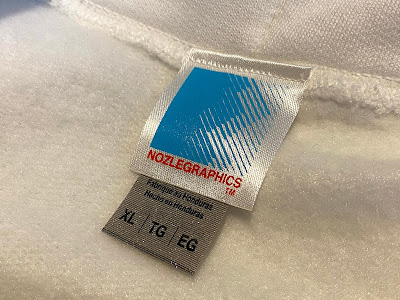 NOZLEGRAPHICS
TM
Fabriqué au Honduras
Hecho en Honduras
XL | TG | EG